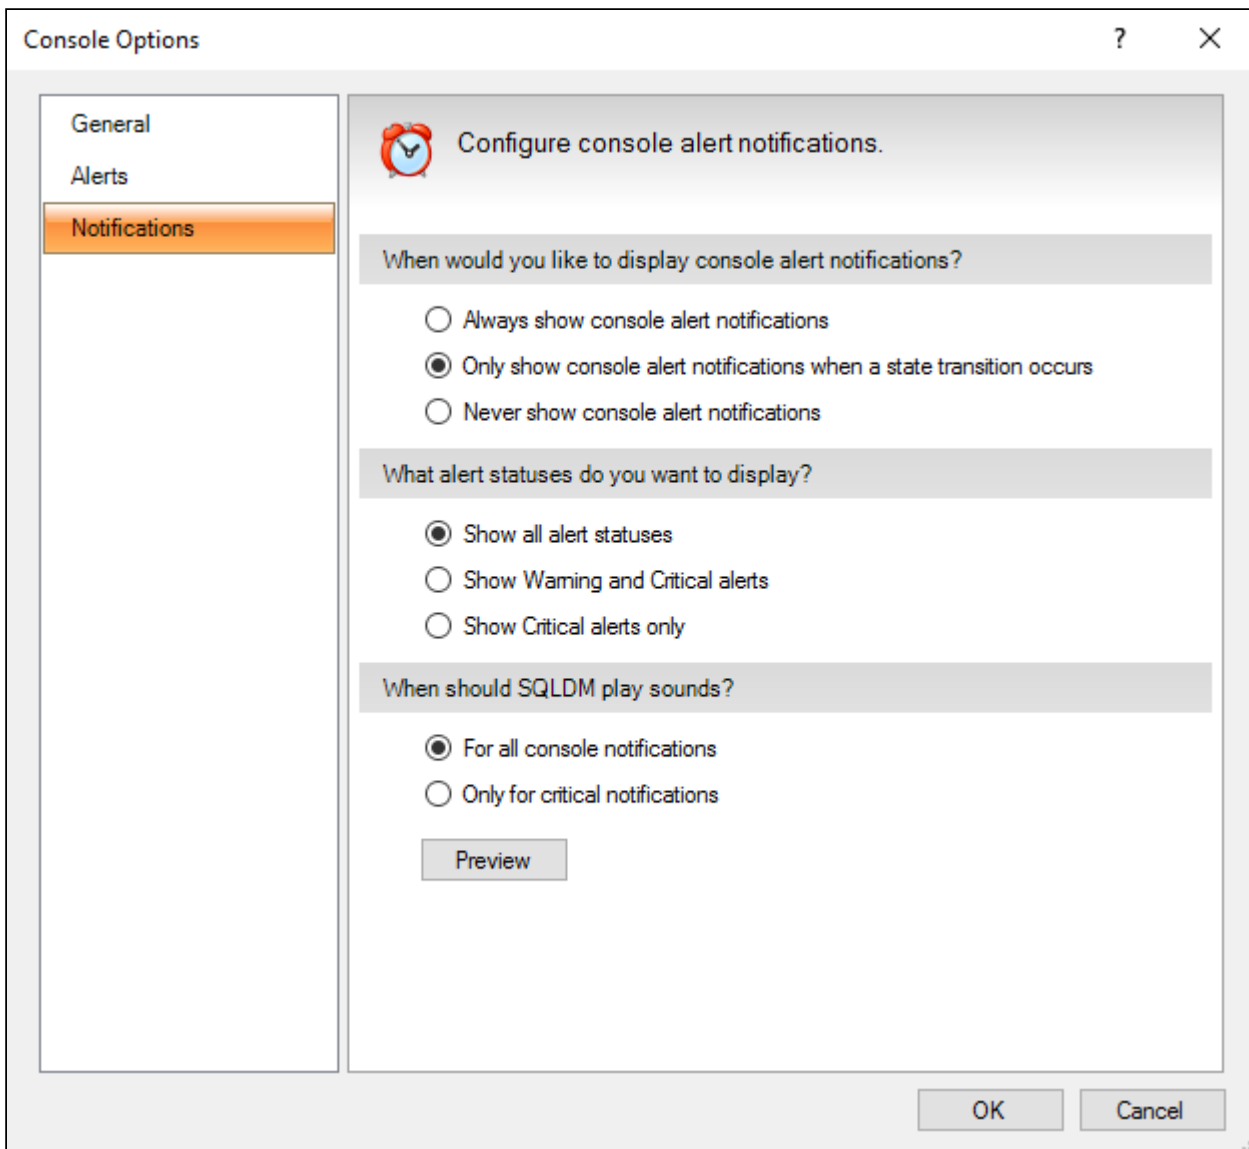 Console Options
?
General
Alerts
Notifications
Configure console alert notifications.
When would you like to display console alert notifications?
Always show console alert notifications
Only show console alert notifications when a state transition occurs
Never show console alert notifications
What alert statuses do you want to display?
Show all alert statuses
Show Warning and Critical alerts
Show Critical alerts only
When should SQLDM play sounds?
For all console notifications
Only for critical notifications
Preview
OK
Cancel